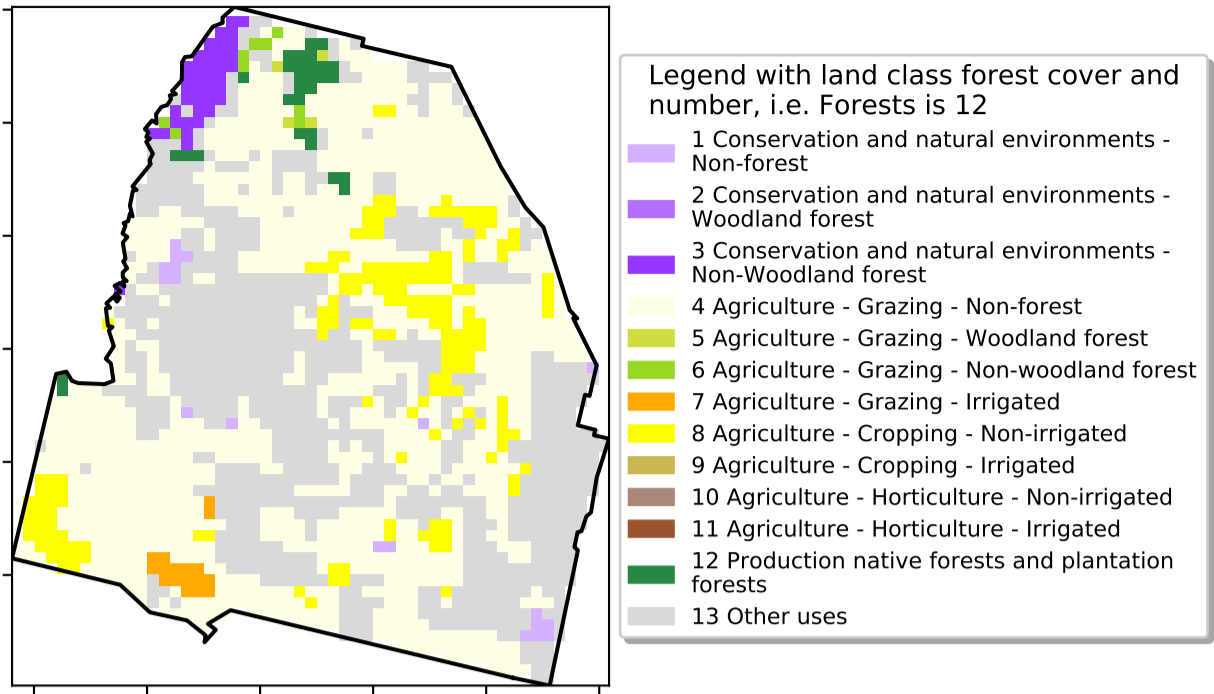 Legend with land class forest cover and
number, i.e. Forests is 12
1 Conservation and natural environments -
Non-forest
2 Conservation and natural environments -
Woodland forest
3 Conservation and natural environments -
Non-Woodland forest
4 Agriculture - Grazing - Non-forest
5 Agriculture - Grazing - Woodland forest
6 Agriculture - Grazing - Non-woodland forest
7 Agriculture - Grazing - Irrigated
8 Agriculture - Cropping - Non-irrigated
9 Agriculture - Cropping - Irrigated
10 Agriculture - Horticulture - Non-irrigated
11 Agriculture - Horticulture - Irrigated
12 Production native forests and plantation
forests
13 Other uses